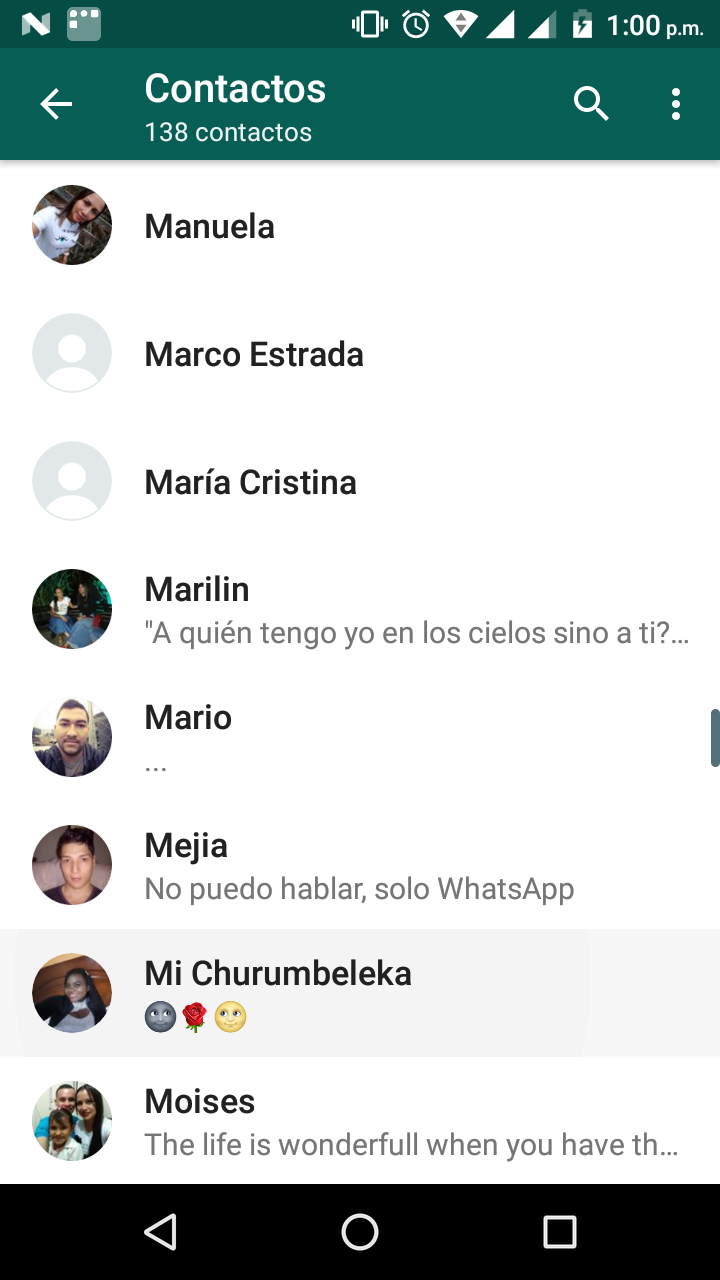 1:00 p.m.
Contactos
138 contactos
Manuela
Marco Estrada
María Cristina
Marilin
"A quién tengo yo en los cielos sino a ti?...
Mario
...
Mejia
No puedo hablar, solo WhatsApp
Mi Churumbeleka
🌚🌹🌝
Moises
The life is wonderfull when you have th...